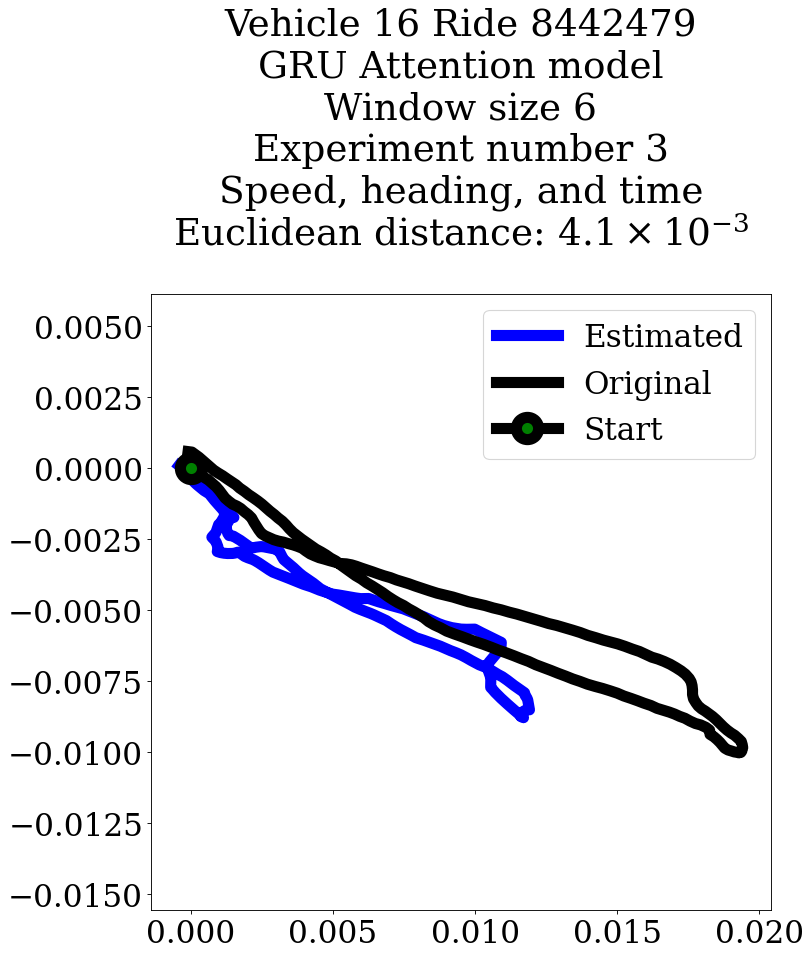 Vehicle 16 Ride 8442479
GRU Attention model
Window size 6
Experiment number 3
Speed, heading, and time
Euclidean distance: 4.1 × 10⁻³
Estimated
Original
Start
0.0050
0.0025
0.0000
−0.0025
−0.0050
−0.0075
−0.0100
−0.0125
−0.0150
0.000 0.005 0.010 0.015 0.020